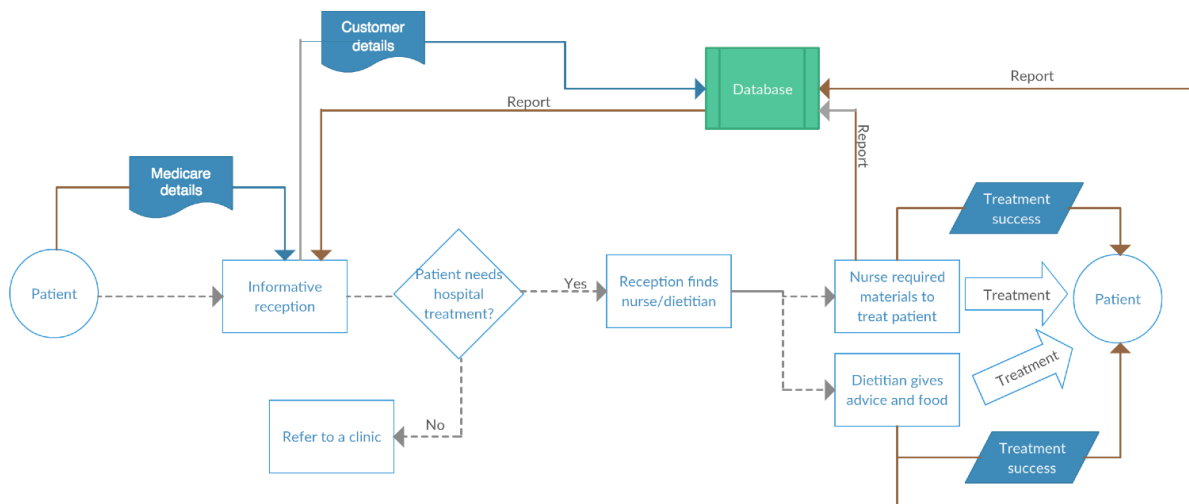 Customer
details
Report
Database
Report
Report
Medicare
details
Treatment
success
Patient
Informative
reception
Patient needs
hospital
treatment?
Yes
Reception finds
nurse/dietitian
Nurse required
materials to
treat patient
Treatment
Patient
Treatment
Dietitian gives
advice and food
No
Refer to a clinic
Treatment
success